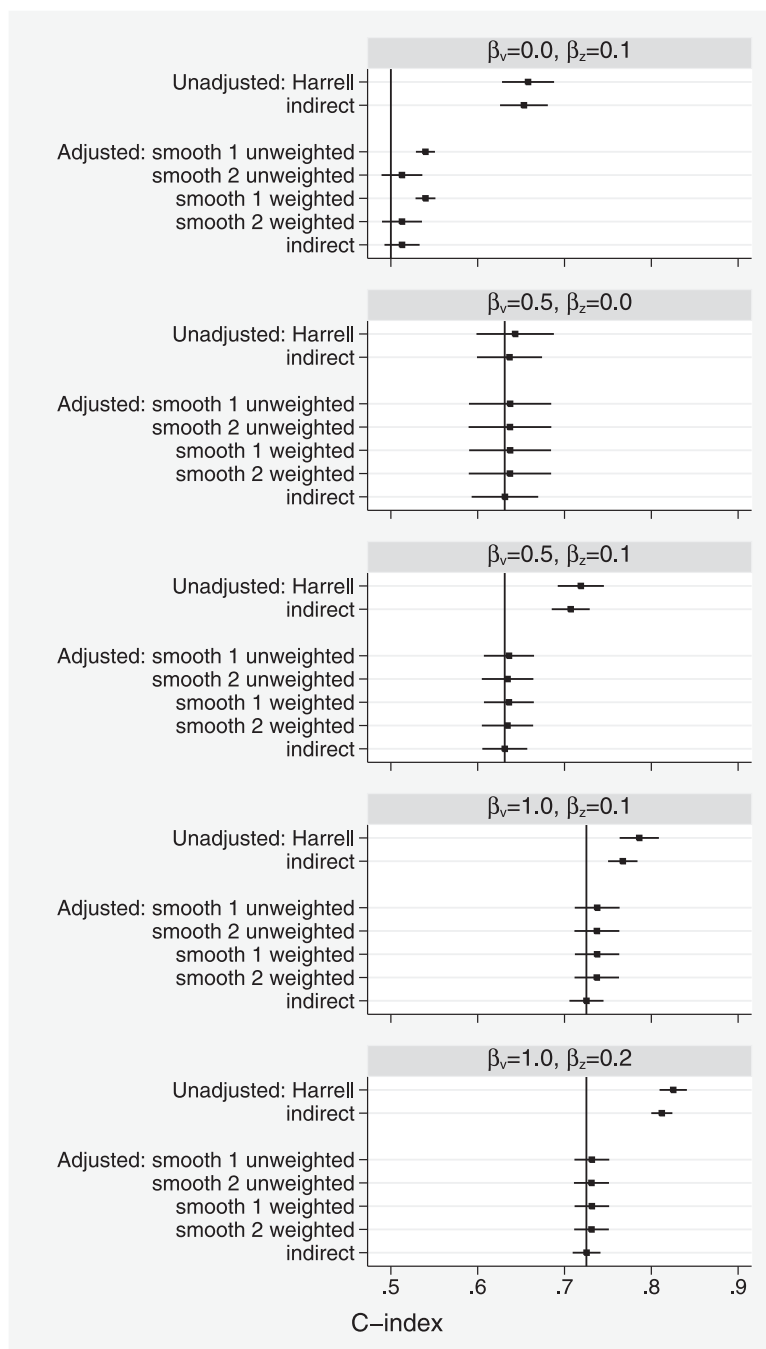 βv=0.0, βz=0.1
Unadjusted: Harrell
indirect
Adjusted: smooth 1 unweighted
smooth 2 unweighted
smooth 1 weighted
smooth 2 weighted
indirect
βv=0.5, βz=0.0
Unadjusted: Harrell
indirect
Adjusted: smooth 1 unweighted
smooth 2 unweighted
smooth 1 weighted
smooth 2 weighted
indirect
βv=0.5, βz=0.1
Unadjusted: Harrell
indirect
Adjusted: smooth 1 unweighted
smooth 2 unweighted
smooth 1 weighted
smooth 2 weighted
indirect
βv=1.0, βz=0.1
Unadjusted: Harrell
indirect
Adjusted: smooth 1 unweighted
smooth 2 unweighted
smooth 1 weighted
smooth 2 weighted
indirect
βv=1.0, βz=0.2
Unadjusted: Harrell
indirect
Adjusted: smooth 1 unweighted
smooth 2 unweighted
smooth 1 weighted
smooth 2 weighted
indirect
.5 .6 .7 .8 .9
C−index